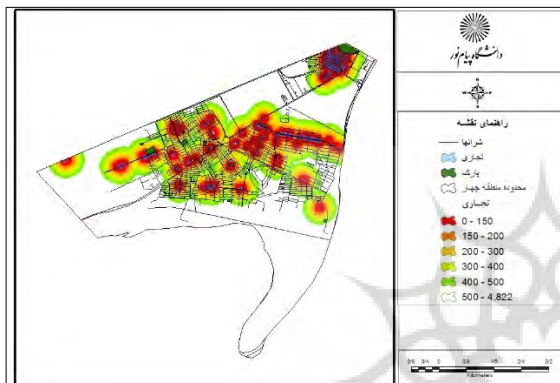 دانشگاه پیام نور
راهنمای نقشه
شریانها
تجاری
پارک
محدوده منطقه چهار
تجاری
0 - 150
150 - 200
200 - 300
300 - 400
400 - 500
500 - 4,822
Kilometers